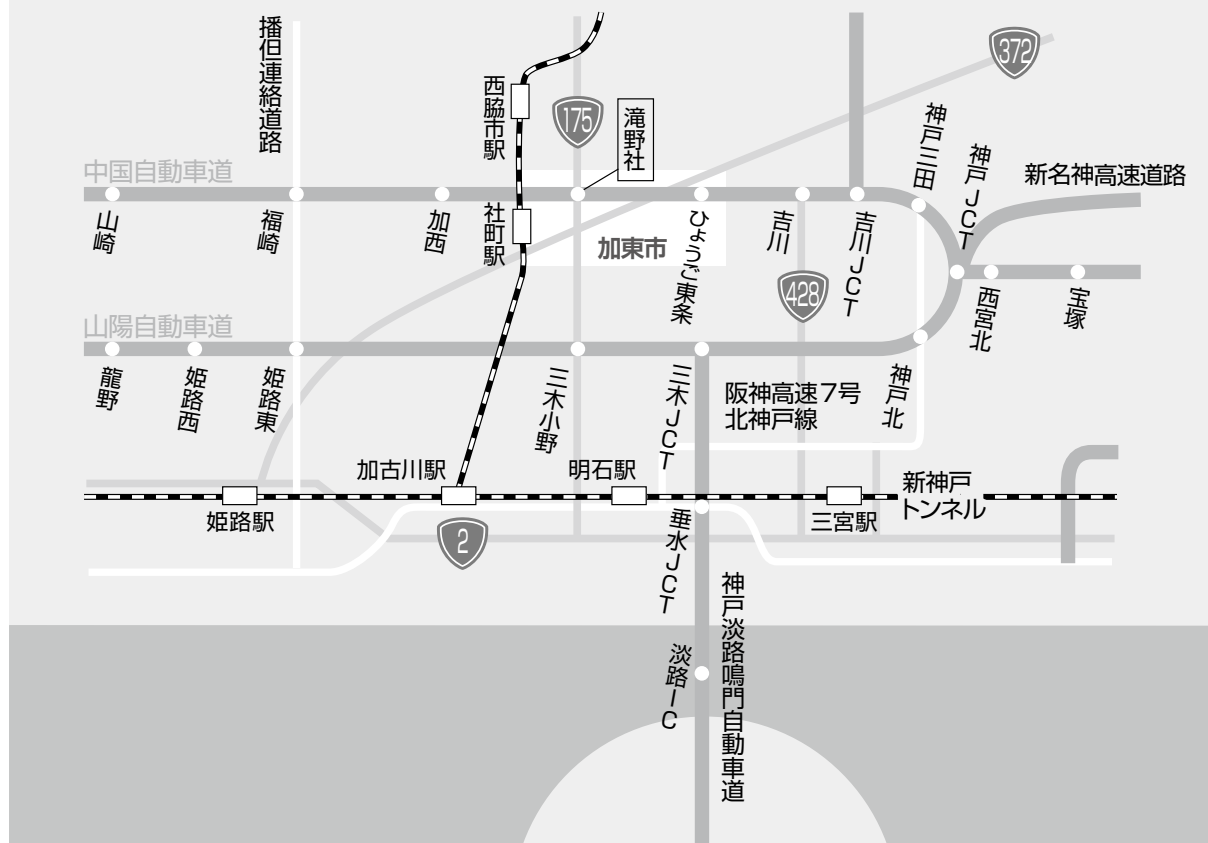 播但連絡道路
西脇市駅
175
滝野社
372
中国自動車道
山崎
福崎
加西
社町駅
加東市
ひょうご東条
吉川
吉川JCT
神戸三田
神戸JCT
新名神高速道路
428
西宮北
宝塚
山陽自動車道
龍野
姫路西
姫路東
三木小野
三木JCT
阪神高速7号
北神戸線
神戸北
加古川駅
明石駅
姫路駅
三宮駅
新神戸
トンネル
2
垂水JCT
神戸淡路鳴門自動車道
淡路IC